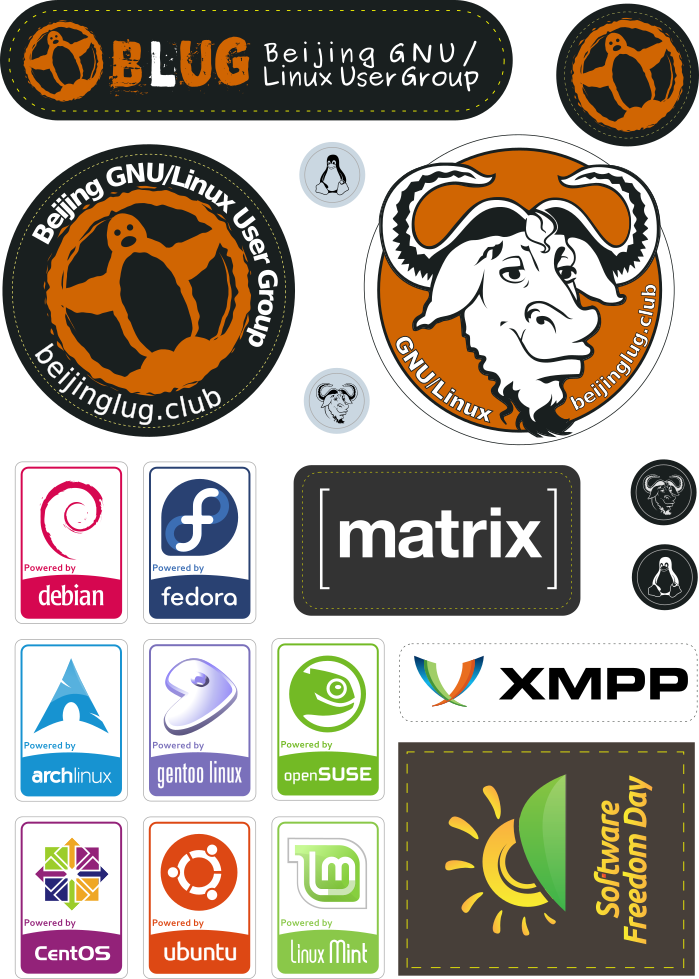 BLUG
Beijing GNU/
Linux User Group
Beijing GNU/Linux User Group
beijinglug.club
GNU/Linux
beijinglug.club
Powered by
debian
Powered by
fedora
[matrix]
Powered by
archlinux
Powered by
gentoo linux
Powered by
openSUSE
XMPP
Powered by
CentOS
Powered by
ubuntu
lm
Powered by
Linux Mint
Software
Freedom Day